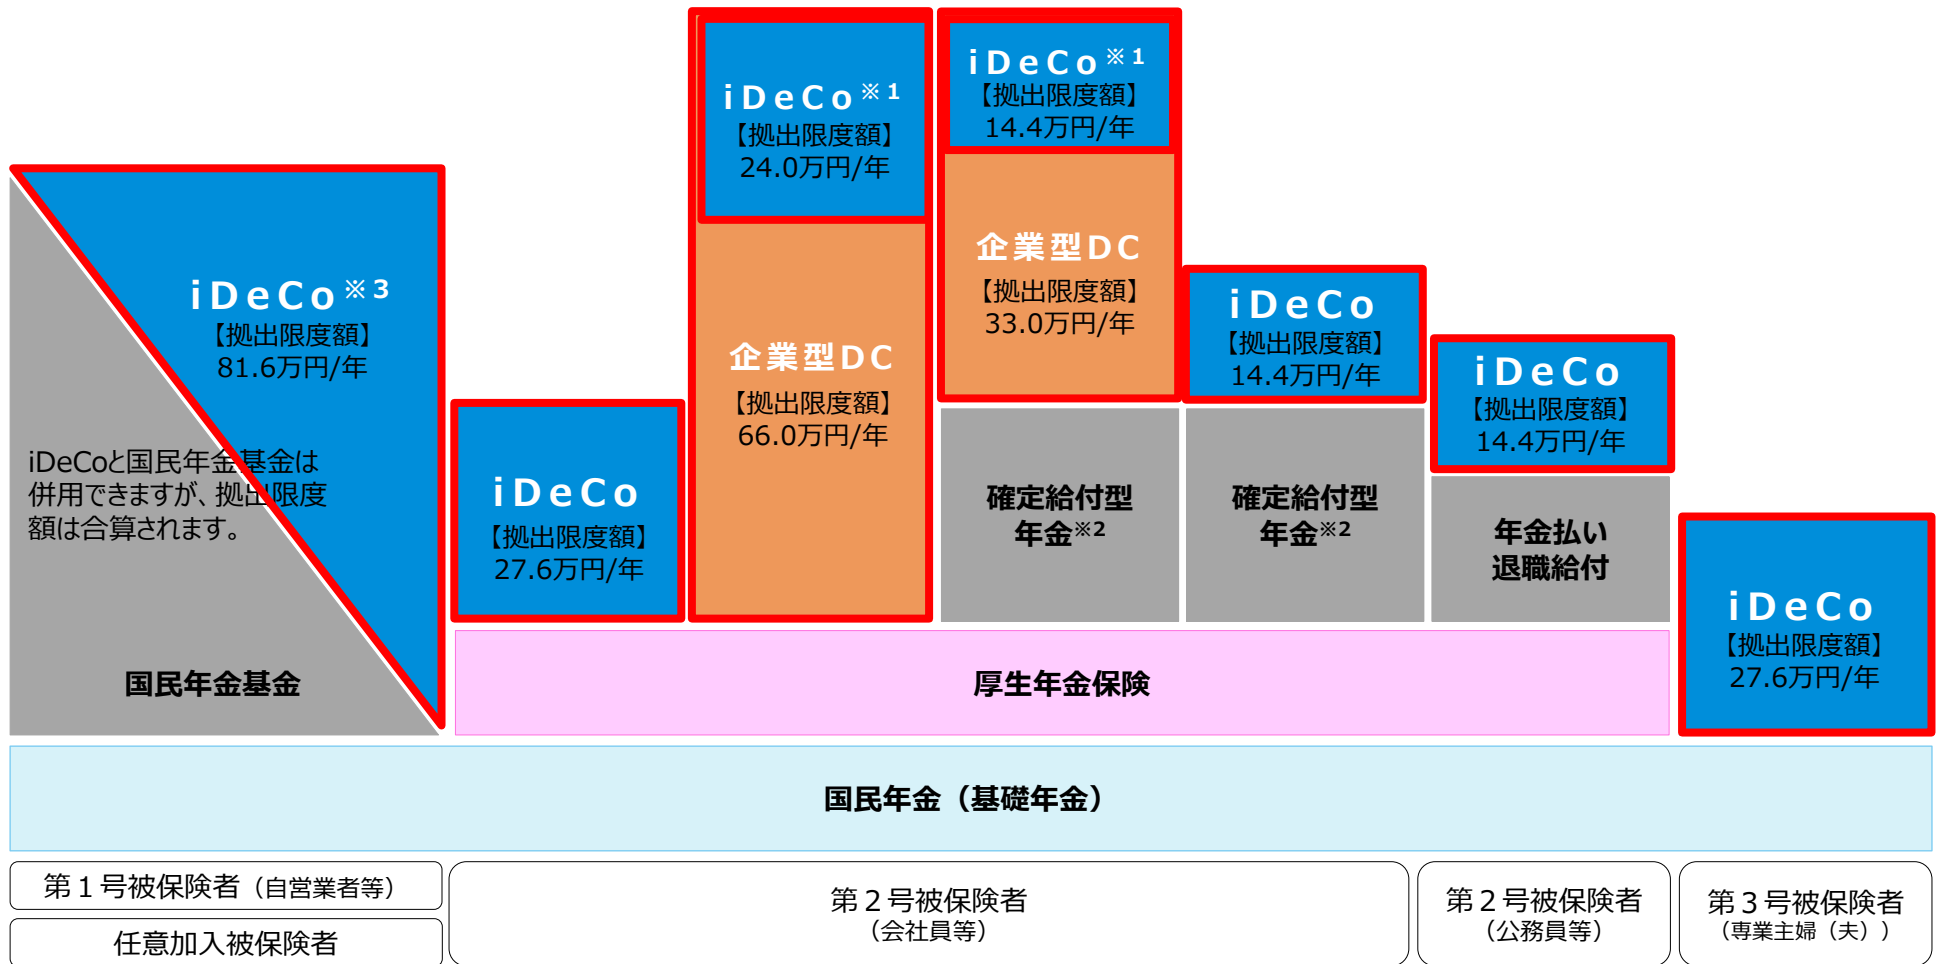 iDeCo※3
【拠出限度額】
81.6万円/年
iDeCoと国民年金基金は
併用できますが、拠出限度
額は合算されます。
国民年金基金
iDeCo
【拠出限度額】
27.6万円/年
iDeCo※1
【拠出限度額】
24.0万円/年
企業型DC
【拠出限度額】
66.0万円/年
iDeCo※1
【拠出限度額】
14.4万円/年
企業型DC
【拠出限度額】
33.0万円/年
確定給付型
年金※2
iDeCo
【拠出限度額】
14.4万円/年
確定給付型
年金※2
iDeCo
【拠出限度額】
14.4万円/年
年金払い
退職給付
iDeCo
【拠出限度額】
27.6万円/年
厚生年金保険
国民年金（基礎年金）
第１号被保険者（自営業者等）
任意加入被保険者
第２号被保険者
（会社員等）
第２号被保険者
（公務員等）
第３号被保険者
（専業主婦（夫））